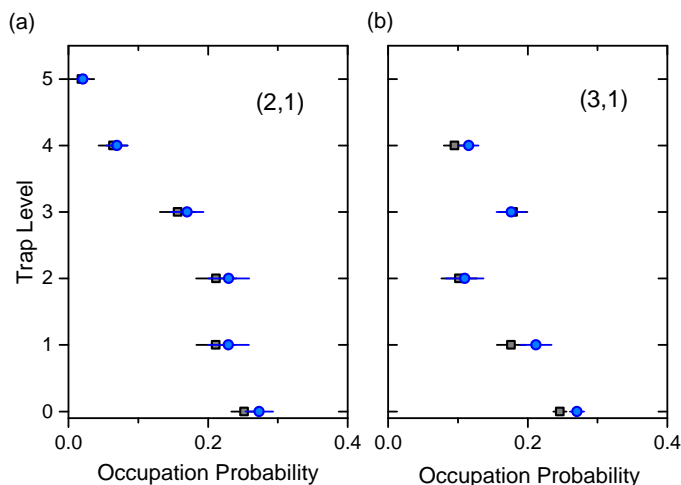 (a)
(b)
(2,1)
(3,1)
5
4
3
2
1
0
Trap Level
0.0
0.2
0.4
0.0
0.2
0.4
Occupation Probability
Occupation Probability